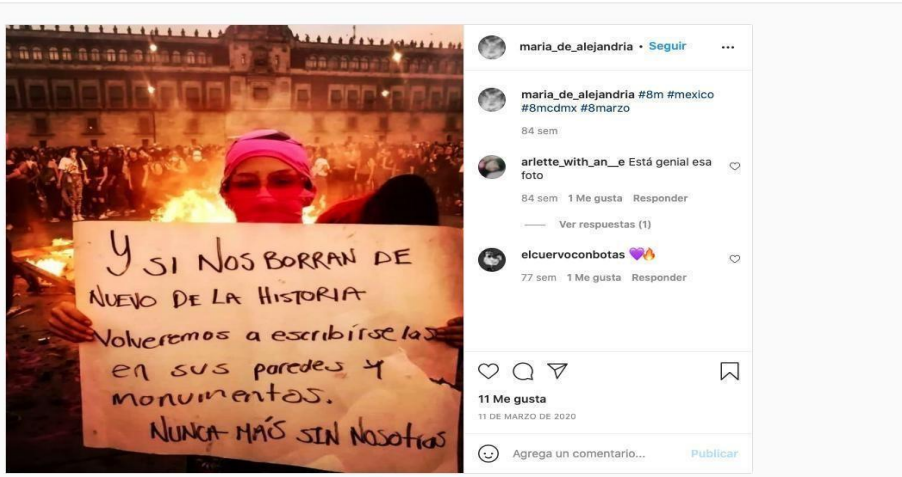 Y SI NOS BORRAN DE
NUEVO DE LA HISTORIA
Volveremos a escribírselas
en sus paredes y
monumentos.
NUNCA MÁS SIN NOSOTRAS
maria_de_alejandria • Seguir
maria_de_alejandria #8m #mexico
#8mcdmx #8marzo
84 sem
arlette_with_an__e Está genial esa
foto
84 sem 1 Me gusta Responder
Ver respuestas (1)
elcuervoconbotas 💜🔥
77 sem 1 Me gusta Responder
11 Me gusta
11 DE MARZO DE 2020
Agrega un comentario... Publicar